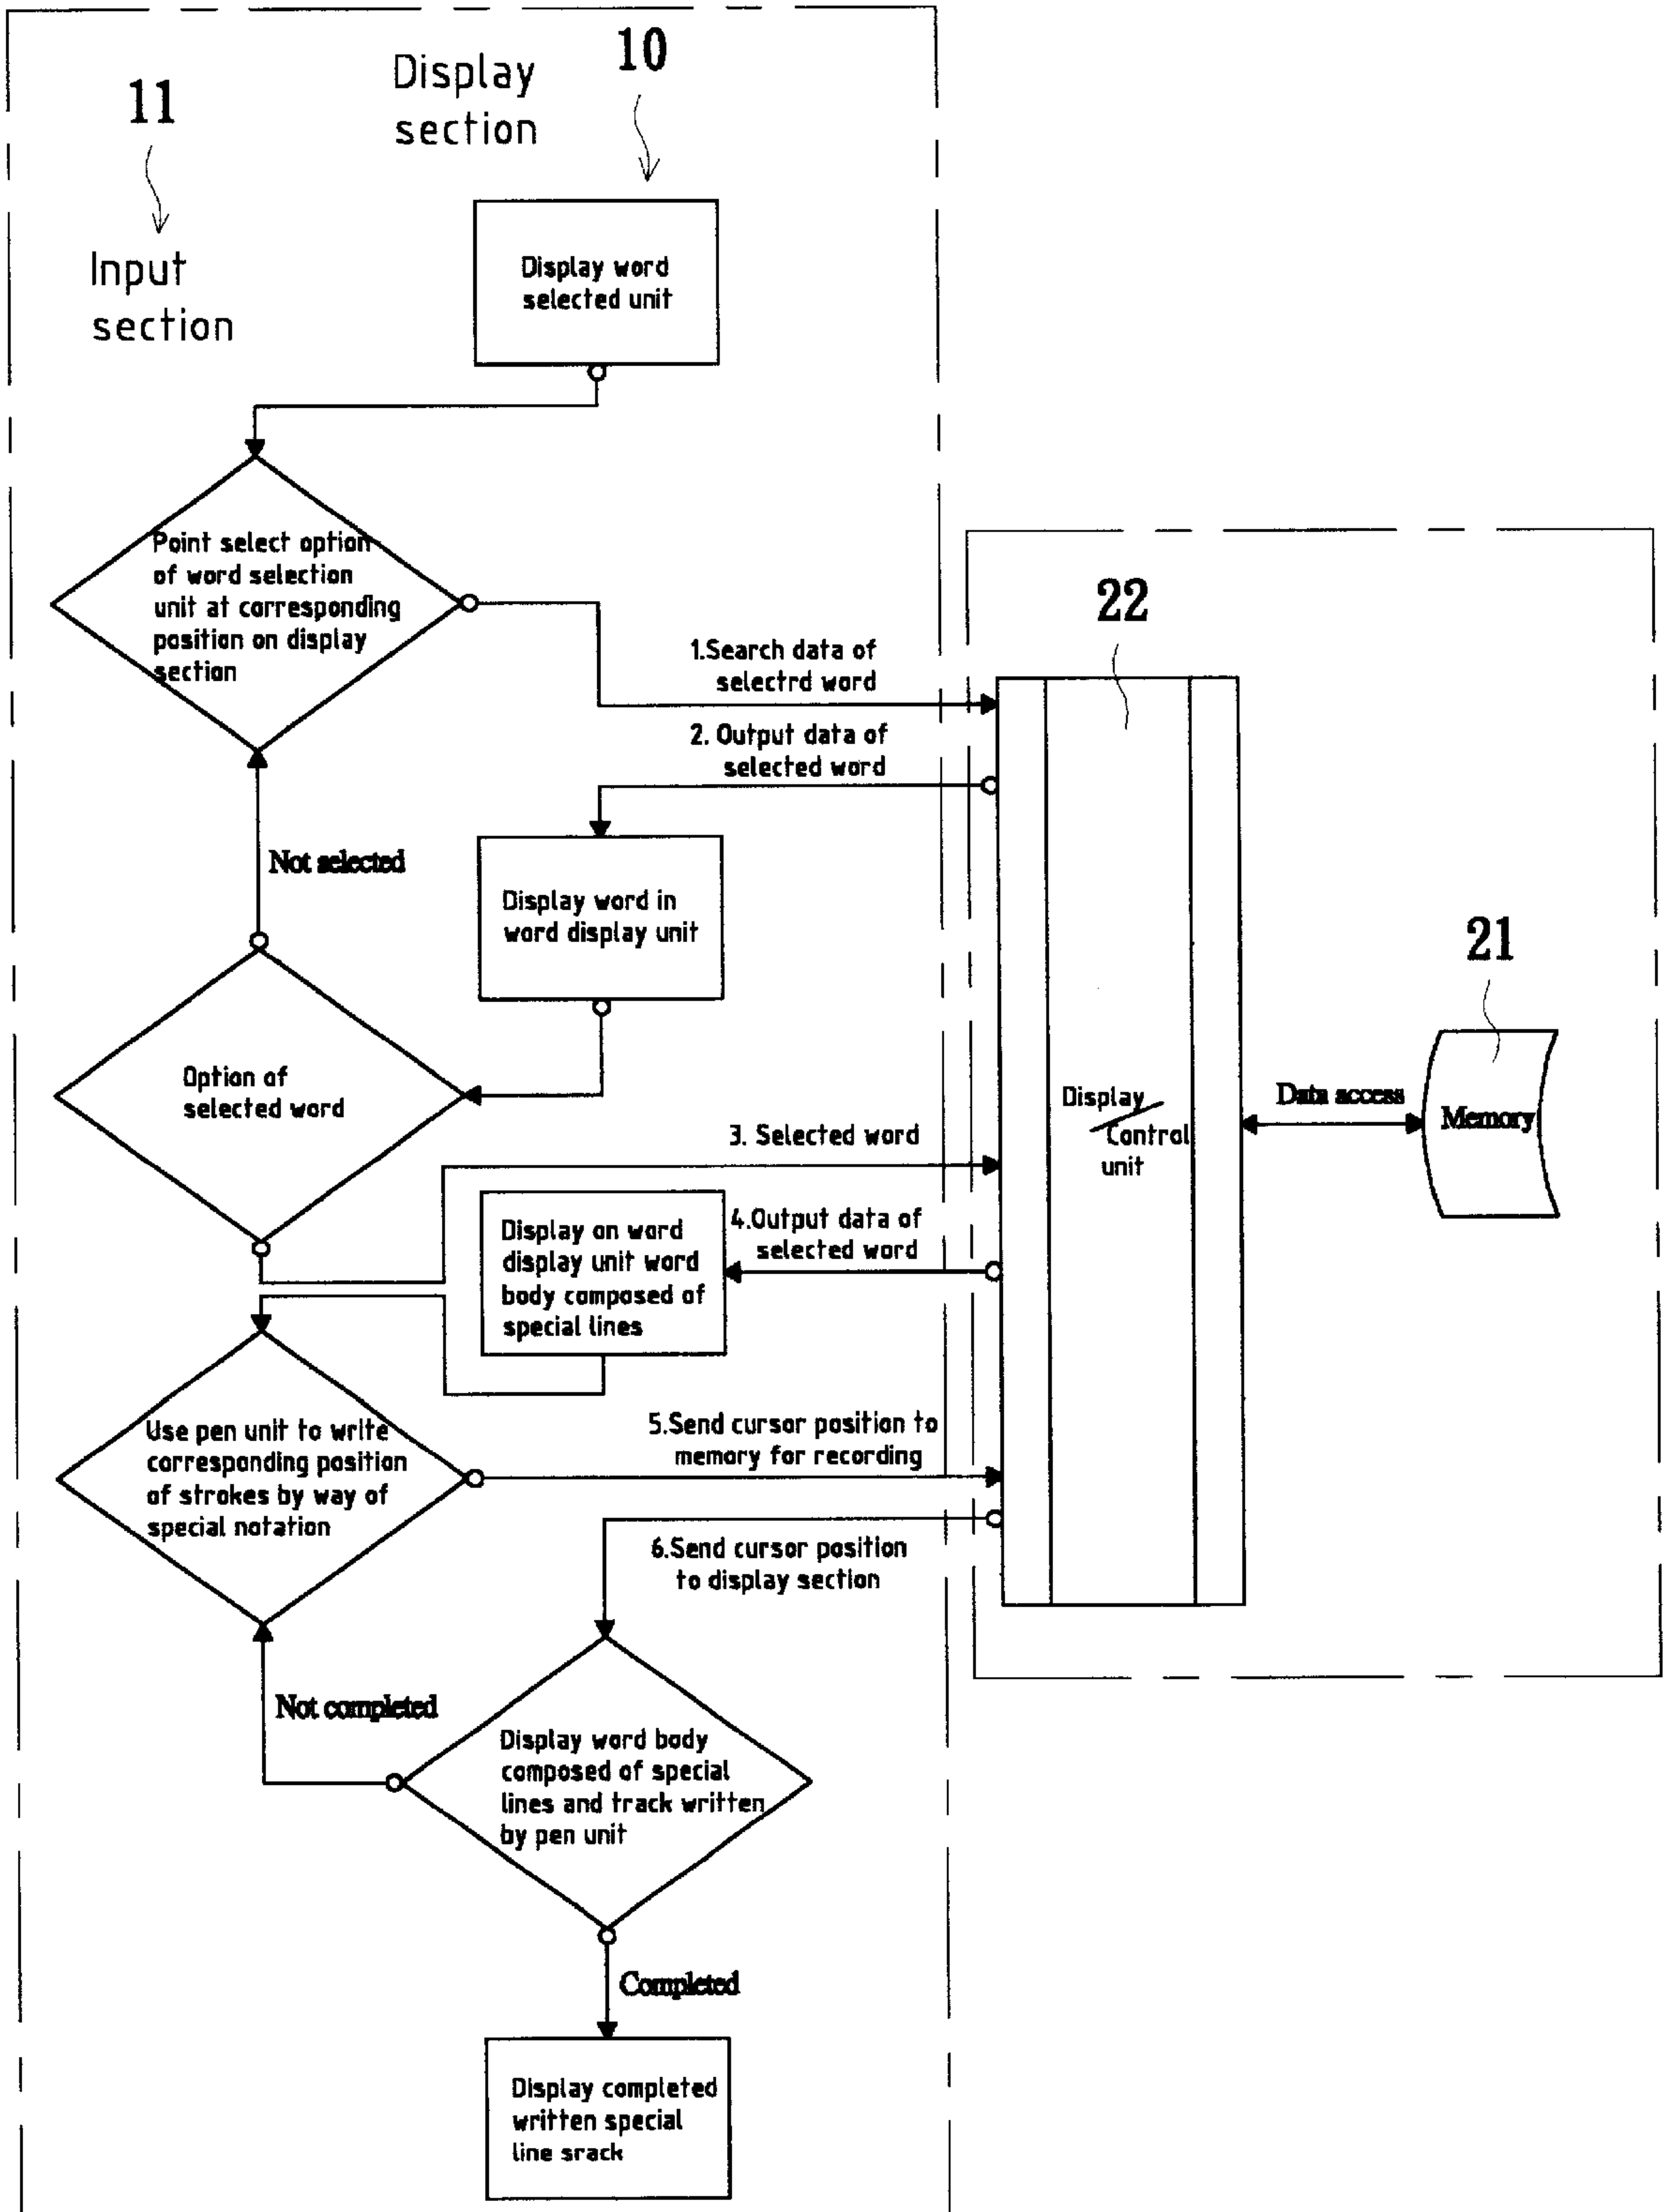 10
Display
section
11
Input
section
Display word
selected unit
Point select option
of word selection
unit at corresponding
position on display
section
1.Search data of
selectrd word
22
2. Output data of
selected word
Not selected
Display word in
word display unit
21
Option of
selected word
Display/
Control
unit
Data access
Memory
3. Selected word
4.Output data of
selected word
Display on word
display unit word
body composed of
special lines
Use pen unit to write
corresponding position
of strokes by way of
special notation
5.Send cursor position to
memory for recording
6.Send cursor position
to display section
Not completed
Display word body
composed of special
lines and track written
by pen unit
Completed
Display completed
written special
line srack